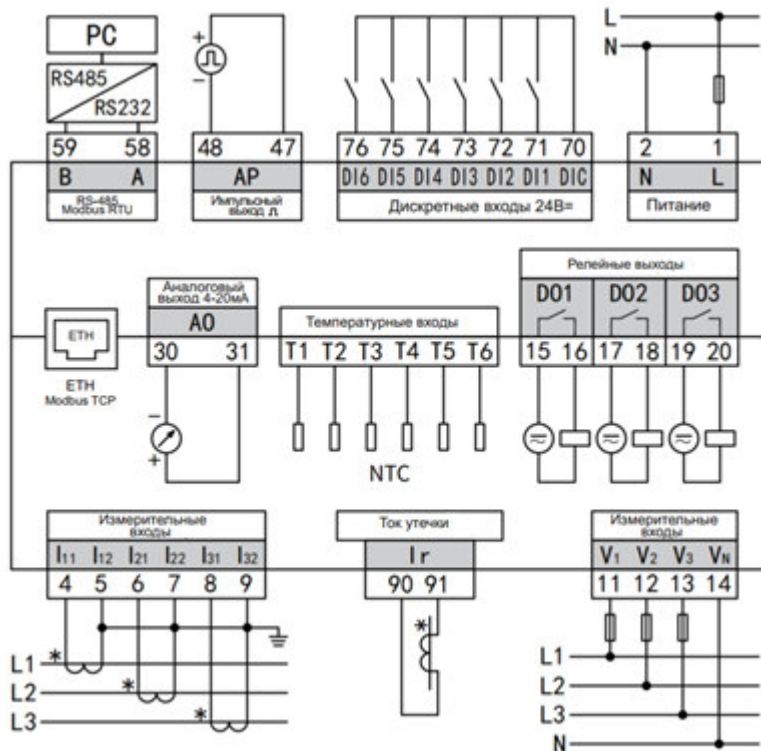 PC
RS485
RS232
59 58
B A
RS-485
Modbus RTU
+
−
48 47
AP
Импульсный
выход
76 75 74 73 72 71 70
DI6 DI5 DI4 DI3 DI2 DI1 DIC
Дискретные входы 24В=
L
N
2 1
N L
Питание
ETH
ETH
Modbus TCP
Аналоговый
выход 4-20мА
AO
30 31
−
+
Температурные входы
T1 T2 T3 T4 T5 T6
NTC
Релейные выходы
DO1 DO2 DO3
15 16 17 18 19 20
Измерительные
входы
I11 I12 I21 I22 I31 I32
4 5 6 7 8 9
* L1
* L2
* L3
Ток утечки
Ir
90 91
*
Измерительные
входы
V1 V2 V3 VN
11 12 13 14
L1
L2
L3
N